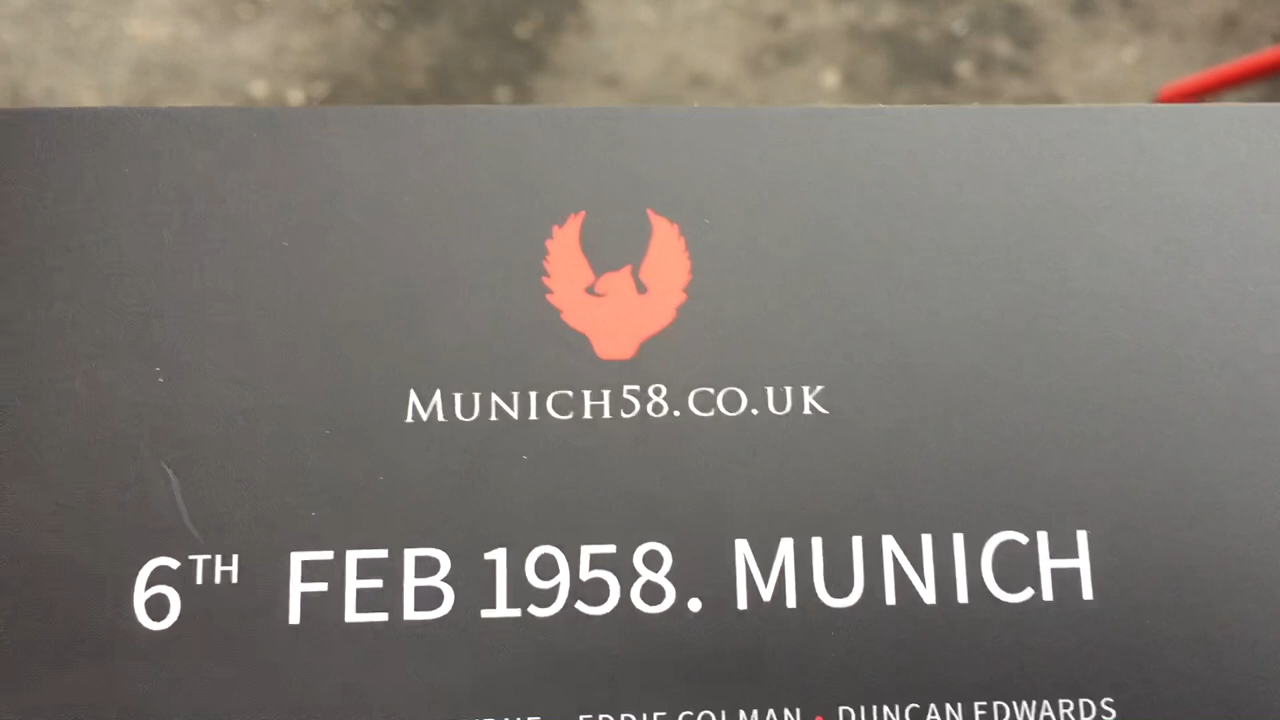 MUNICH58.CO.UK
6TH FEB 1958. MUNICH
EDDIE COLMAN • DUNCAN EDWARDS